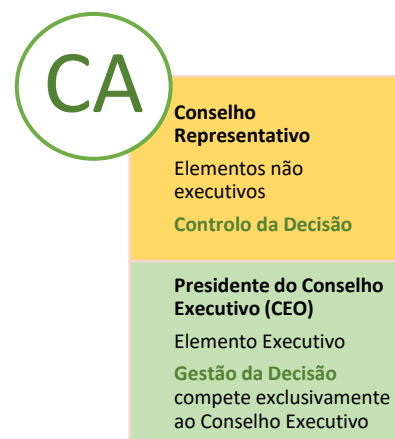 CA
Conselho
Representativo
Elementos não
executivos
Controlo da Decisão
Presidente do Conselho
Executivo (CEO)
Elemento Executivo
Gestão da Decisão
compete exclusivamente
ao Conselho Executivo